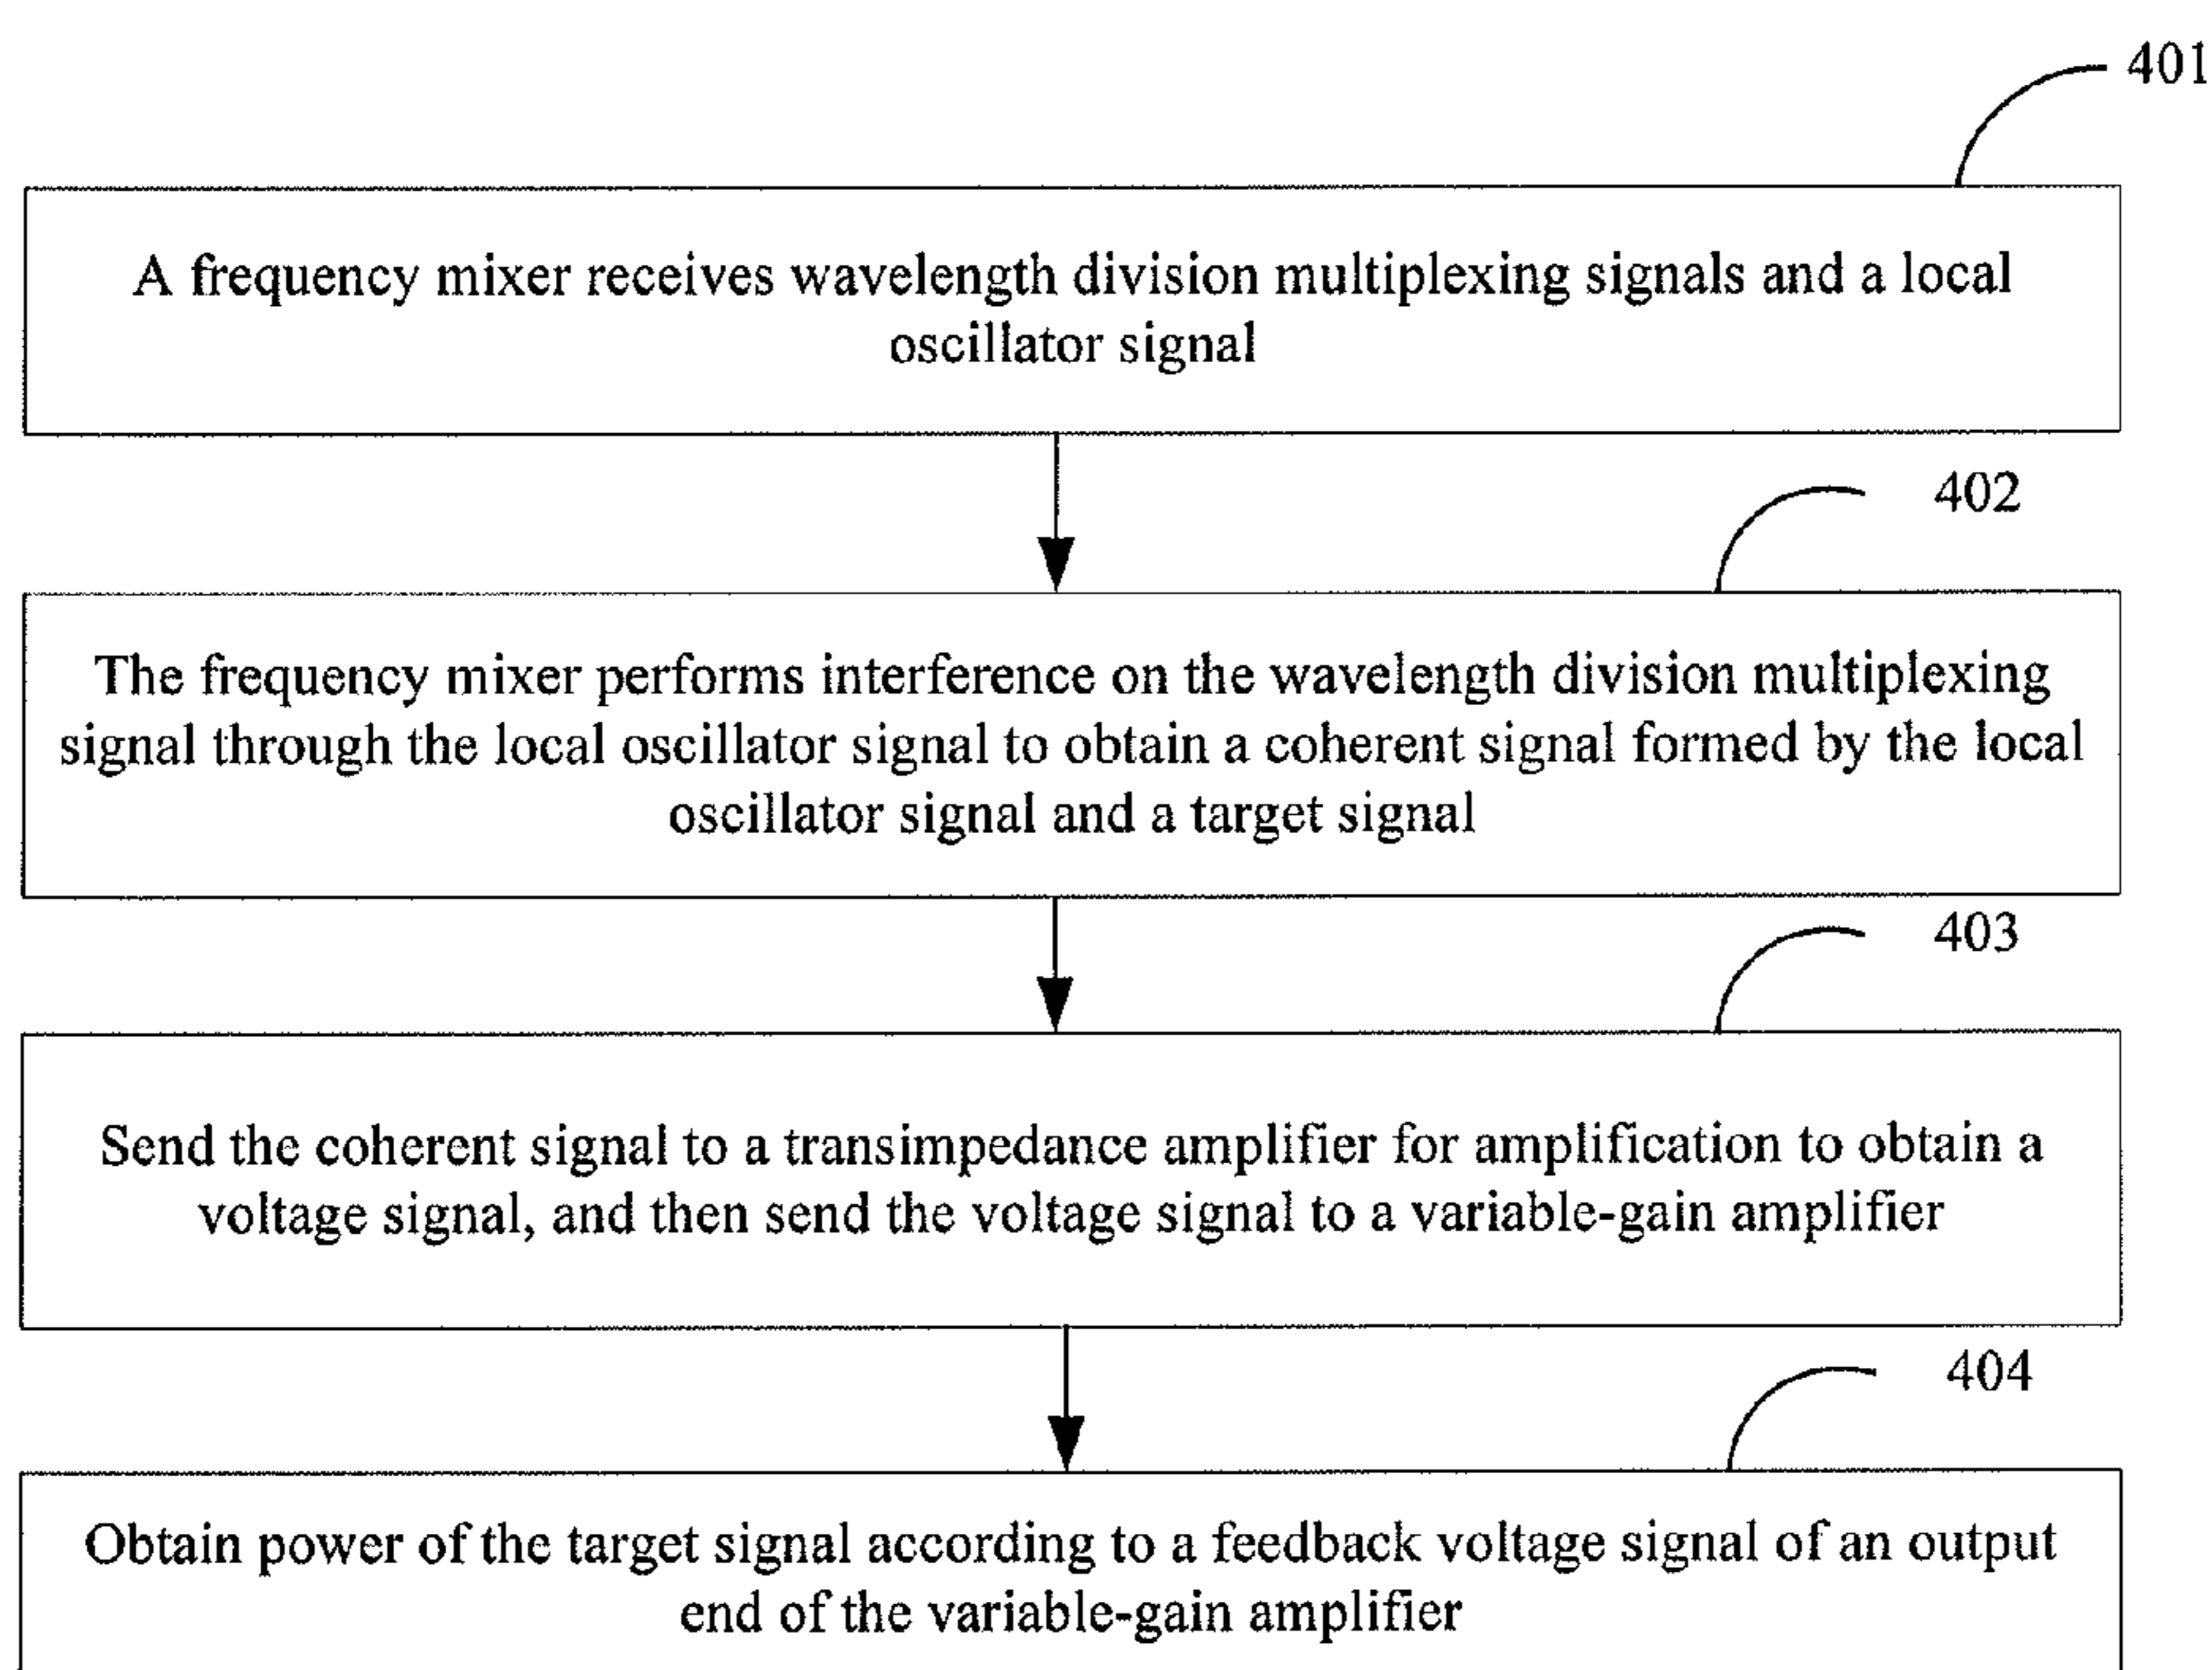 401
A frequency mixer receives wavelength division multiplexing signals and a local
oscillator signal
402
The frequency mixer performs interference on the wavelength division multiplexing
signal through the local oscillator signal to obtain a coherent signal formed by the local
oscillator signal and a target signal
403
Send the coherent signal to a transimpedance amplifier for amplification to obtain a
voltage signal, and then send the voltage signal to a variable-gain amplifier
404
Obtain power of the target signal according to a feedback voltage signal of an output
end of the variable-gain amplifier